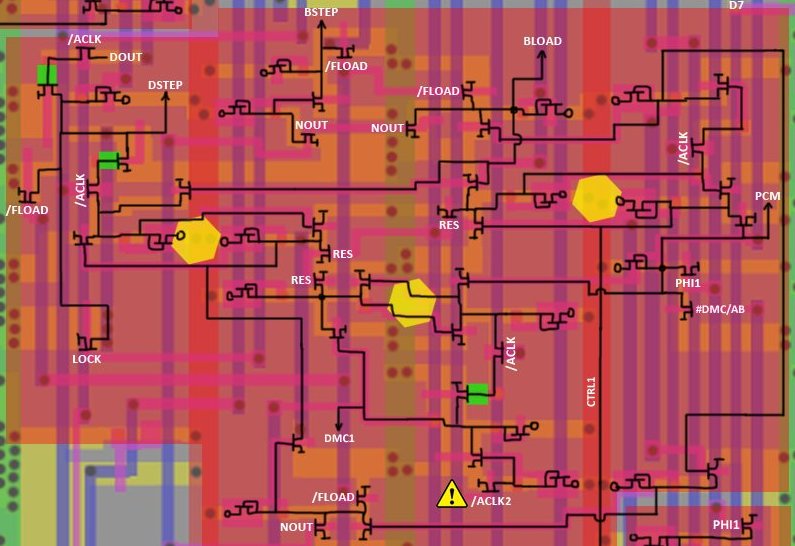 D7
BSTEP
/ACLK
BLOAD
DOUT
/FLOAD
DSTEP
/FLOAD
NOUT
NOUT
/ACLK
/ACLK
PCM
/FLOAD
RES
RES
RES
PHI1
#DMC/AB
/ACLK
LOCK
CTRL1
DMC1
/FLOAD
! /ACLK2
NOUT
PHI1